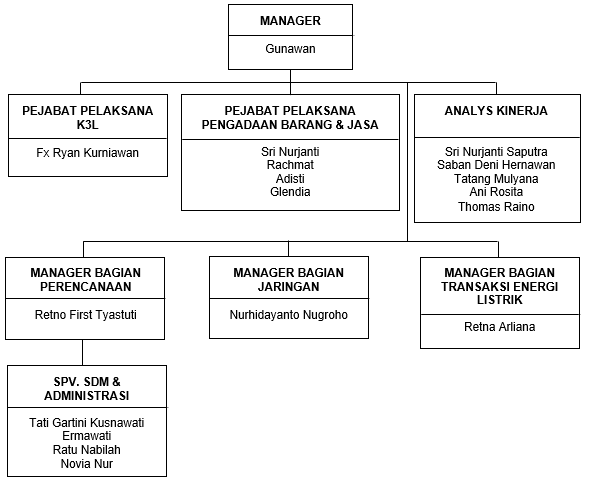 MANAGER
Gunawan
PEJABAT PELAKSANA
K3L
Fx Ryan Kurniawan
PEJABAT PELAKSANA
PENGADAAN BARANG & JASA
Sri Nurjanti
Rachmat
Adisti
Glendia
ANALYS KINERJA
Sri Nurjanti Saputra
Saban Deni Hernawan
Tatang Mulyana
Ani Rosita
Thomas Raino
MANAGER BAGIAN
PERENCANAAN
Retno First Tyastuti
MANAGER BAGIAN
JARINGAN
Nurhidayanto Nugroho
MANAGER BAGIAN
TRANSAKSI ENERGI
LISTRIK
Retna Arliana
SPV. SDM &
ADMINISTRASI
Tati Gartini Kusnawati
Ermawati
Ratu Nabilah
Novia Nur